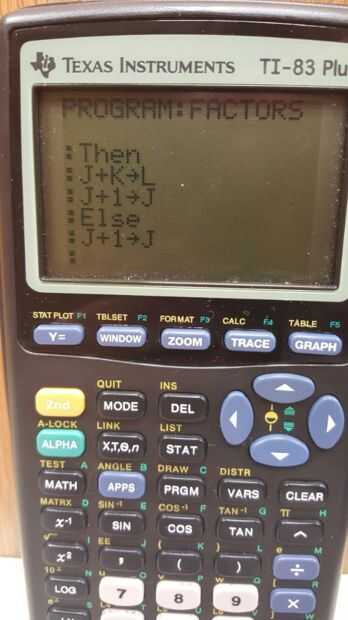 TEXAS INSTRUMENTS TI-83 Plu
PROGRAM:FACTORS
:Then
:J+K→L
:J+1→J
:Else
:J+1→J
:
STAT PLOT F1 TBLSET F2 FORMAT F3 CALC F4 TABLE F5
Y= WINDOW ZOOM TRACE GRAPH
QUIT INS
2nd MODE DEL
A-LOCK LINK LIST
ALPHA X,T,Θ,n STAT
TEST A ANGLE B DRAW C DISTR
MATH APPS PRGM VARS CLEAR
MATRX D SIN⁻¹ E COS⁻¹ F TAN⁻¹ G π H
x⁻¹ SIN COS TAN ^
√ I EE J { K } L e M
x² , ( ) ÷
10ˣ N u O v P w Q [ R
LOG 7 8 9 ×